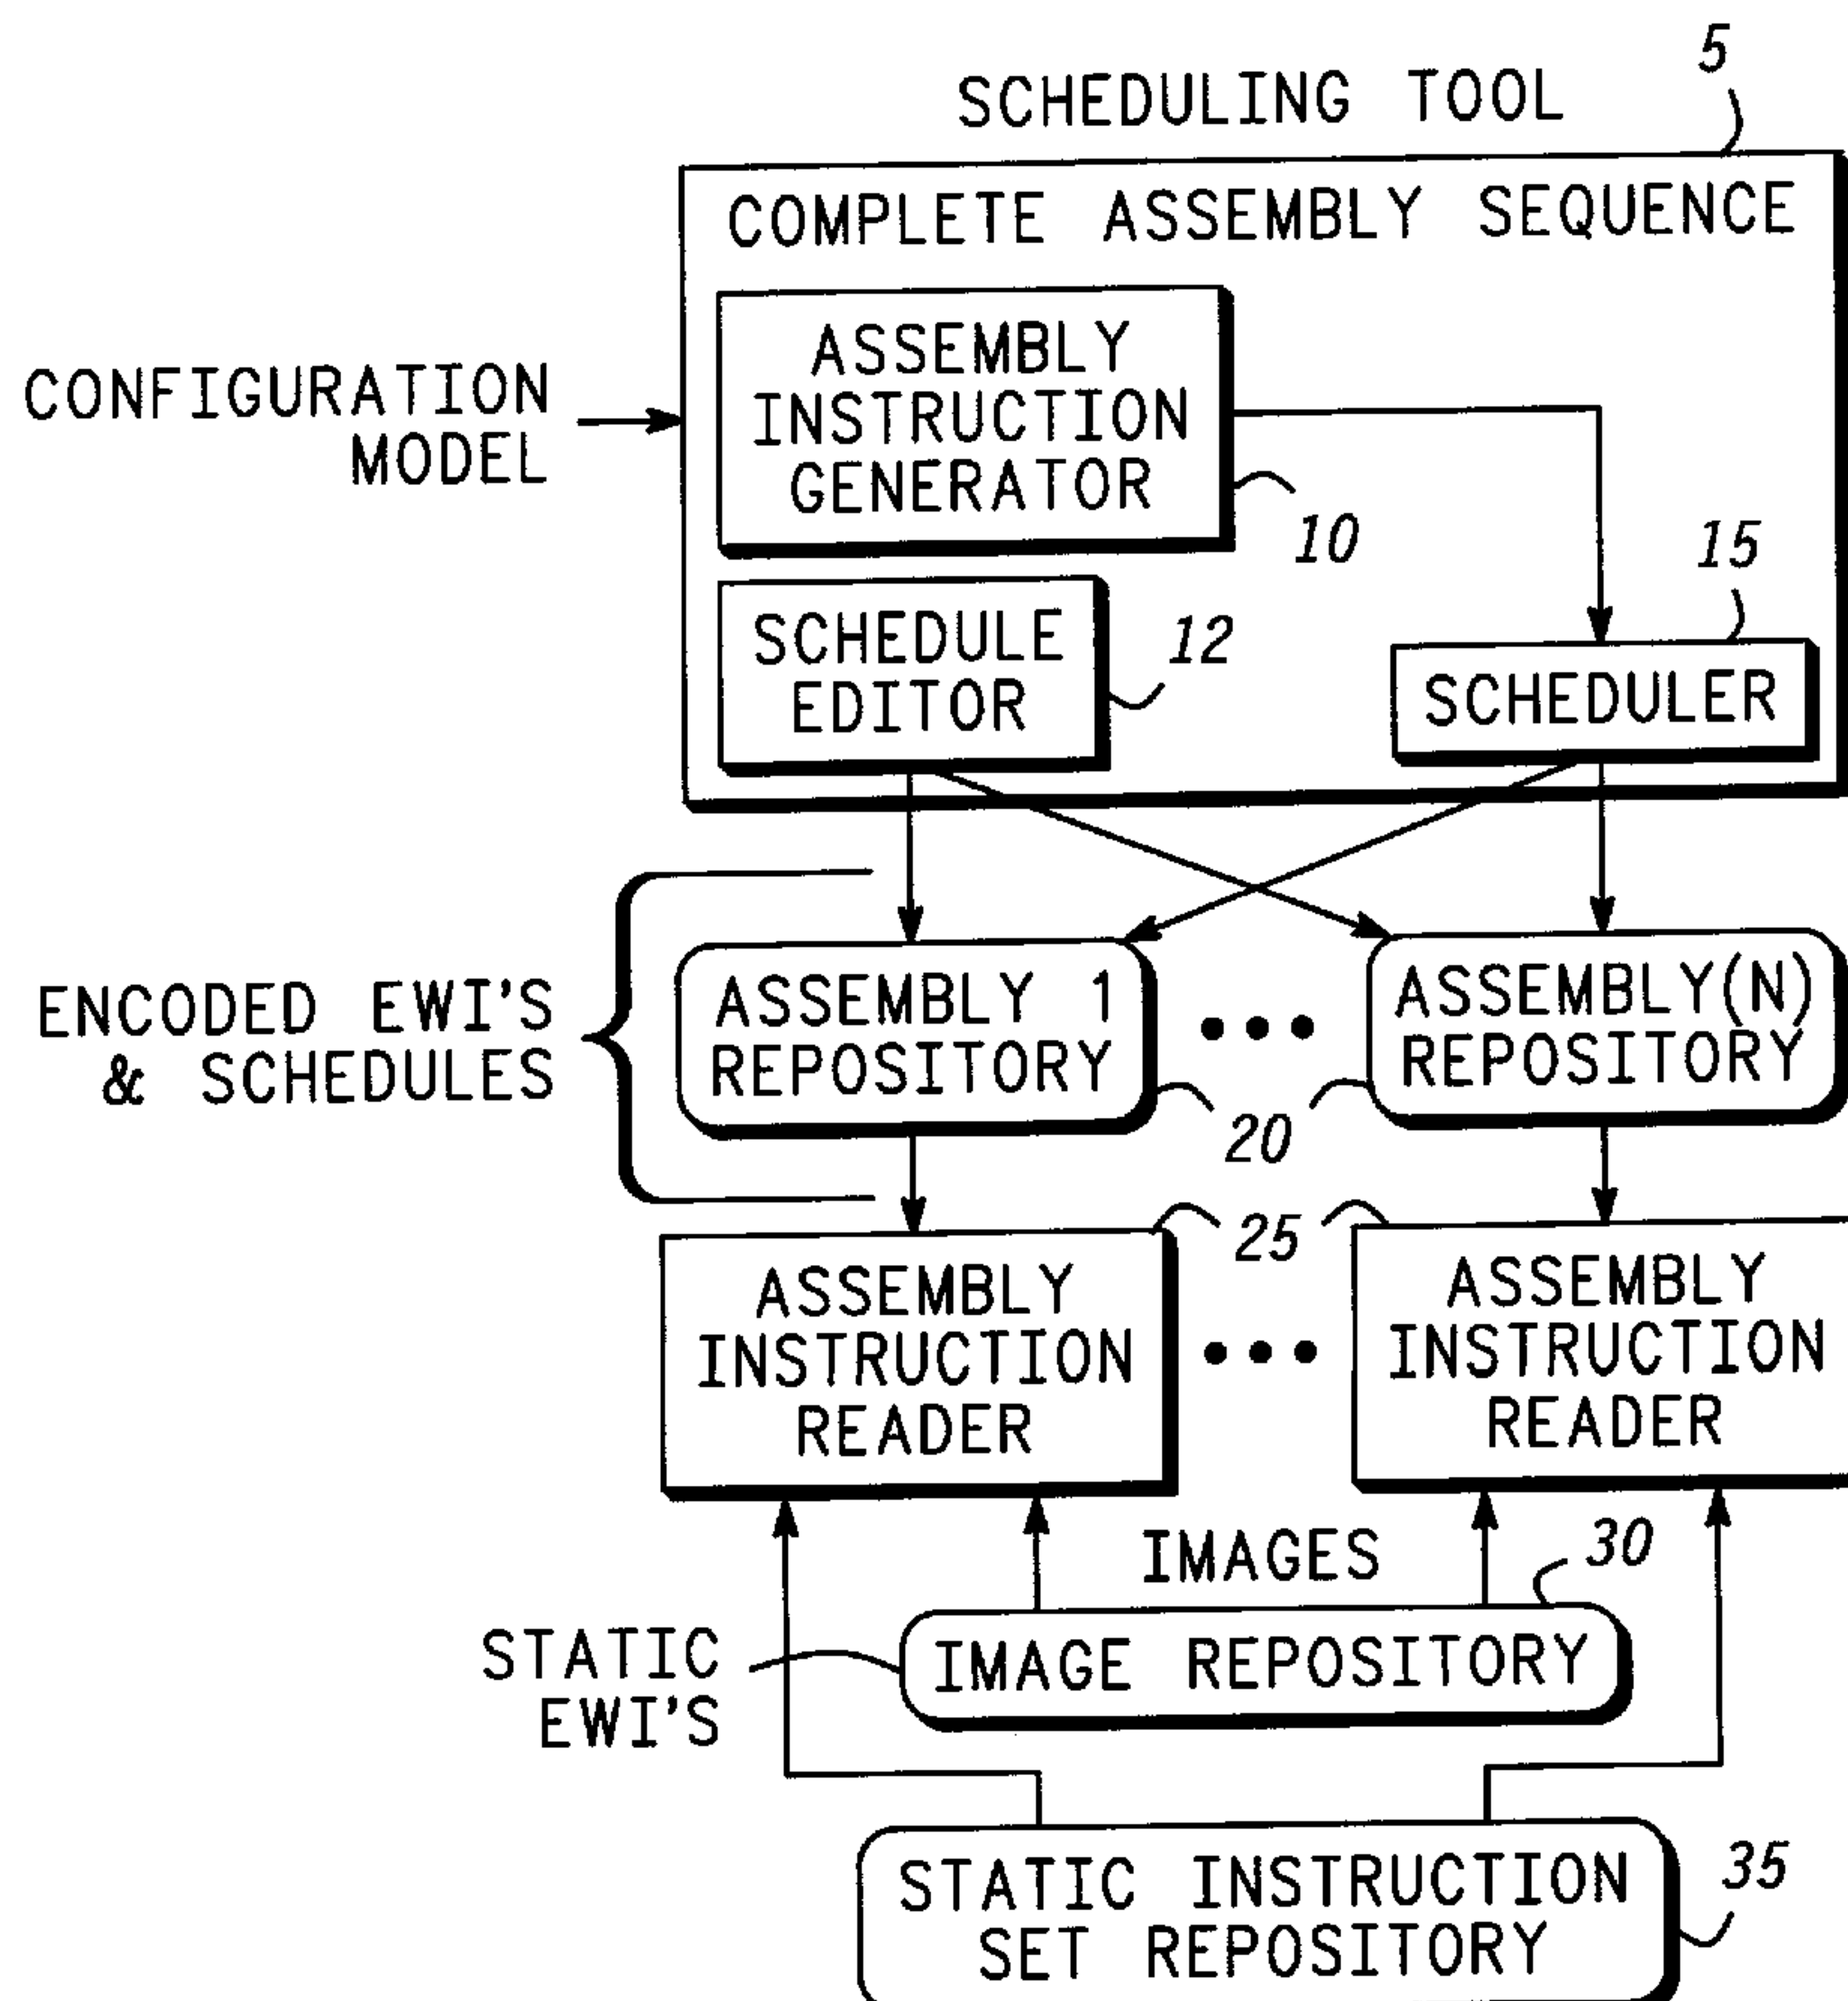 5
SCHEDULING TOOL
COMPLETE ASSEMBLY SEQUENCE
ASSEMBLY
INSTRUCTION
GENERATOR
CONFIGURATION
MODEL
10
15
SCHEDULE
EDITOR
12
SCHEDULER
ENCODED EWI'S
& SCHEDULES
ASSEMBLY 1
REPOSITORY
ASSEMBLY(N)
REPOSITORY
20
25
ASSEMBLY
INSTRUCTION
READER
ASSEMBLY
INSTRUCTION
READER
IMAGES
30
STATIC
EWI'S
IMAGE REPOSITORY
STATIC INSTRUCTION
SET REPOSITORY
35